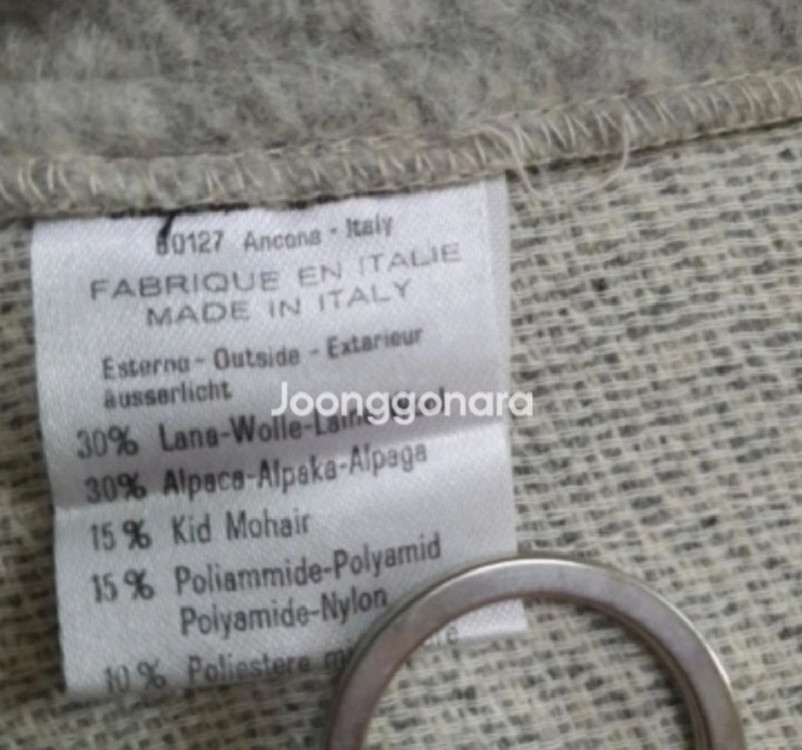 60127 Ancona - Italy
FABRIQUE EN ITALIE
MADE IN ITALY
Esterno - Outside - Exterieur
äusserlicht
Joonggonara
30% Lana-Wolle-Laine
30% Alpaca-Alpaka-Alpaga
15% Kid Mohair
15% Poliammide-Polyamid
Polyamide-Nylon
10% Poliestere